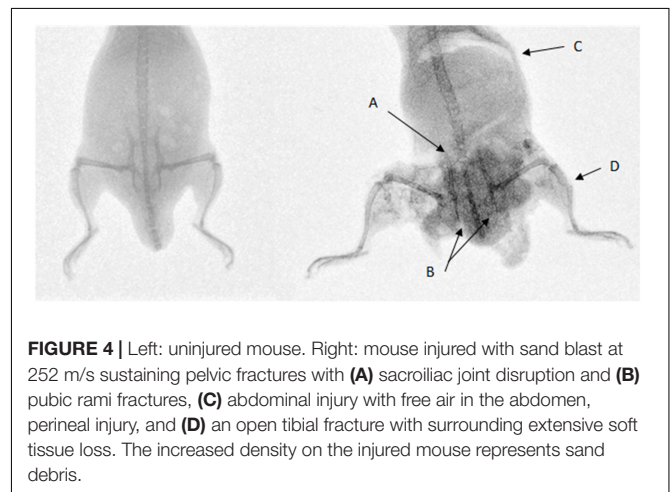 C
A
D
B
FIGURE 4 | Left: uninjured mouse. Right: mouse injured with sand blast at
252 m/s sustaining pelvic fractures with (A) sacroiliac joint disruption and (B)
pubic rami fractures, (C) abdominal injury with free air in the abdomen,
perineal injury, and (D) an open tibial fracture with surrounding extensive soft
tissue loss. The increased density on the injured mouse represents sand
debris.